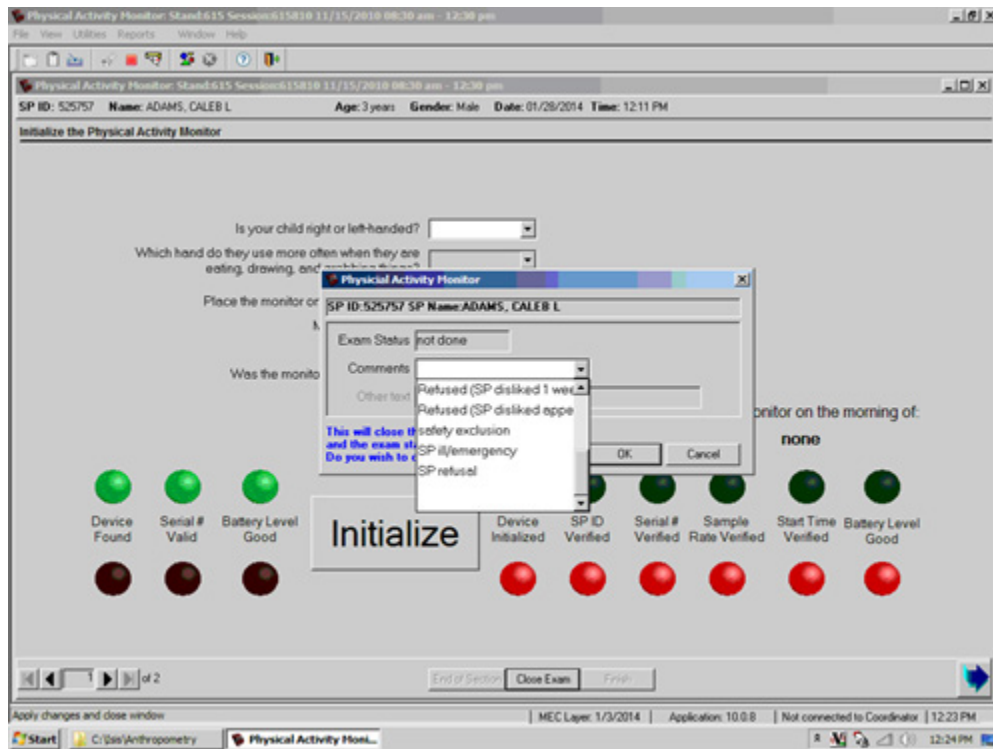 Physical Activity Monitor: Stand:615 Session:615810 11/15/2010 08:30 am - 12:30 pm
File View Utilities Reports Window Help
Physical Activity Monitor: Stand:615 Session:615810 11/15/2010 08:30 am - 12:30 pm
SP ID: 525757 Name: ADAMS, CALEB L Age: 3 years Gender: Male Date: 01/28/2014 Time: 12:11 PM
Initialize the Physical Activity Monitor
Is your child right or left-handed?
Which hand do they use more often when they are
eating, drawing, and grabbing things?
Place the monitor on
Was the monito
onitor on the morning of:
none
Physicial Activity Monitor
SP ID:525757 SP Name:ADAMS, CALEB L
Exam Status not done
Comments
Other text
Refused (SP disliked 1 wee
Refused (SP disliked appe
safety exclusion
SP ill/emergency
SP refusal
This will close th
and the exam sta
Do you wish to c
OK Cancel
Device Found
Serial # Valid
Battery Level Good
Initialize
Device Initialized
SP ID Verified
Serial # Verified
Sample Rate Verified
Start Time Verified
Battery Level Good
1 of 2
End of Section Close Exam Finish
Apply changes and close window MEC Layer: 1/3/2014 Application: 10.0.8 Not connected to Coordinator 12:23 PM
Start C:\Isis\Anthropometry Physical Activity Moni... 12:24 PM